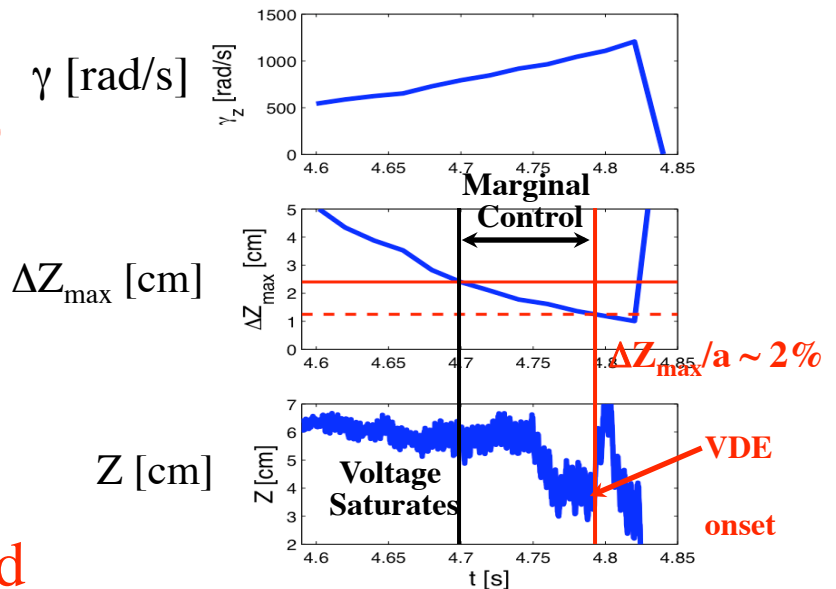 γ [rad/s]
γz [rad/s]
1500
1000
500
0
4.6 4.65 4.7 4.75 4.8 4.85
Marginal
Control
ΔZmax [cm]
ΔZmax [cm]
5
4
3
2
1
0
4.6 4.65 4.7 4.75 4.8 4.85
ΔZmax/a ~ 2%
Z [cm]
Z [cm]
7
6
5
4
3
2
Voltage
Saturates
VDE
onset
4.6 4.65 4.7 4.75 4.8 4.85
t [s]
d